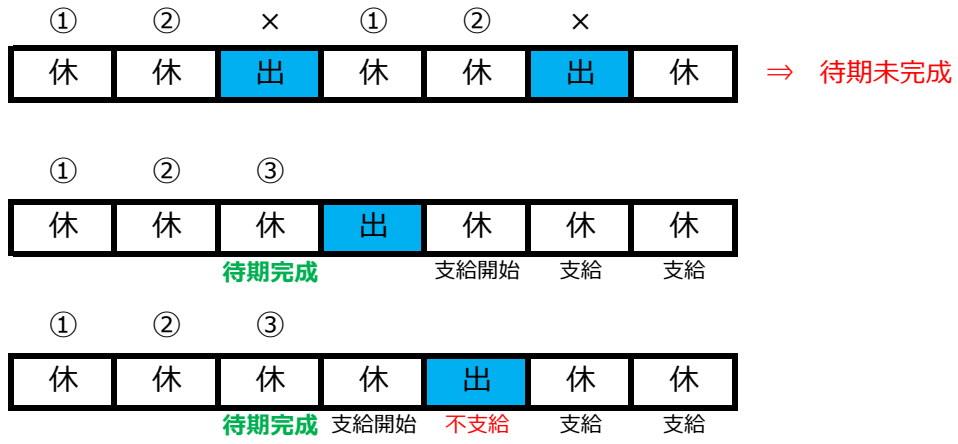 ① ② × ① ② ×
休 休 出 休 休 出 休 ⇒ 待期未完成
① ② ③
休 休 休 出 休 休 休
待期完成 支給開始 支給 支給
① ② ③
休 休 休 休 出 休 休
待期完成 支給開始 不支給 支給 支給